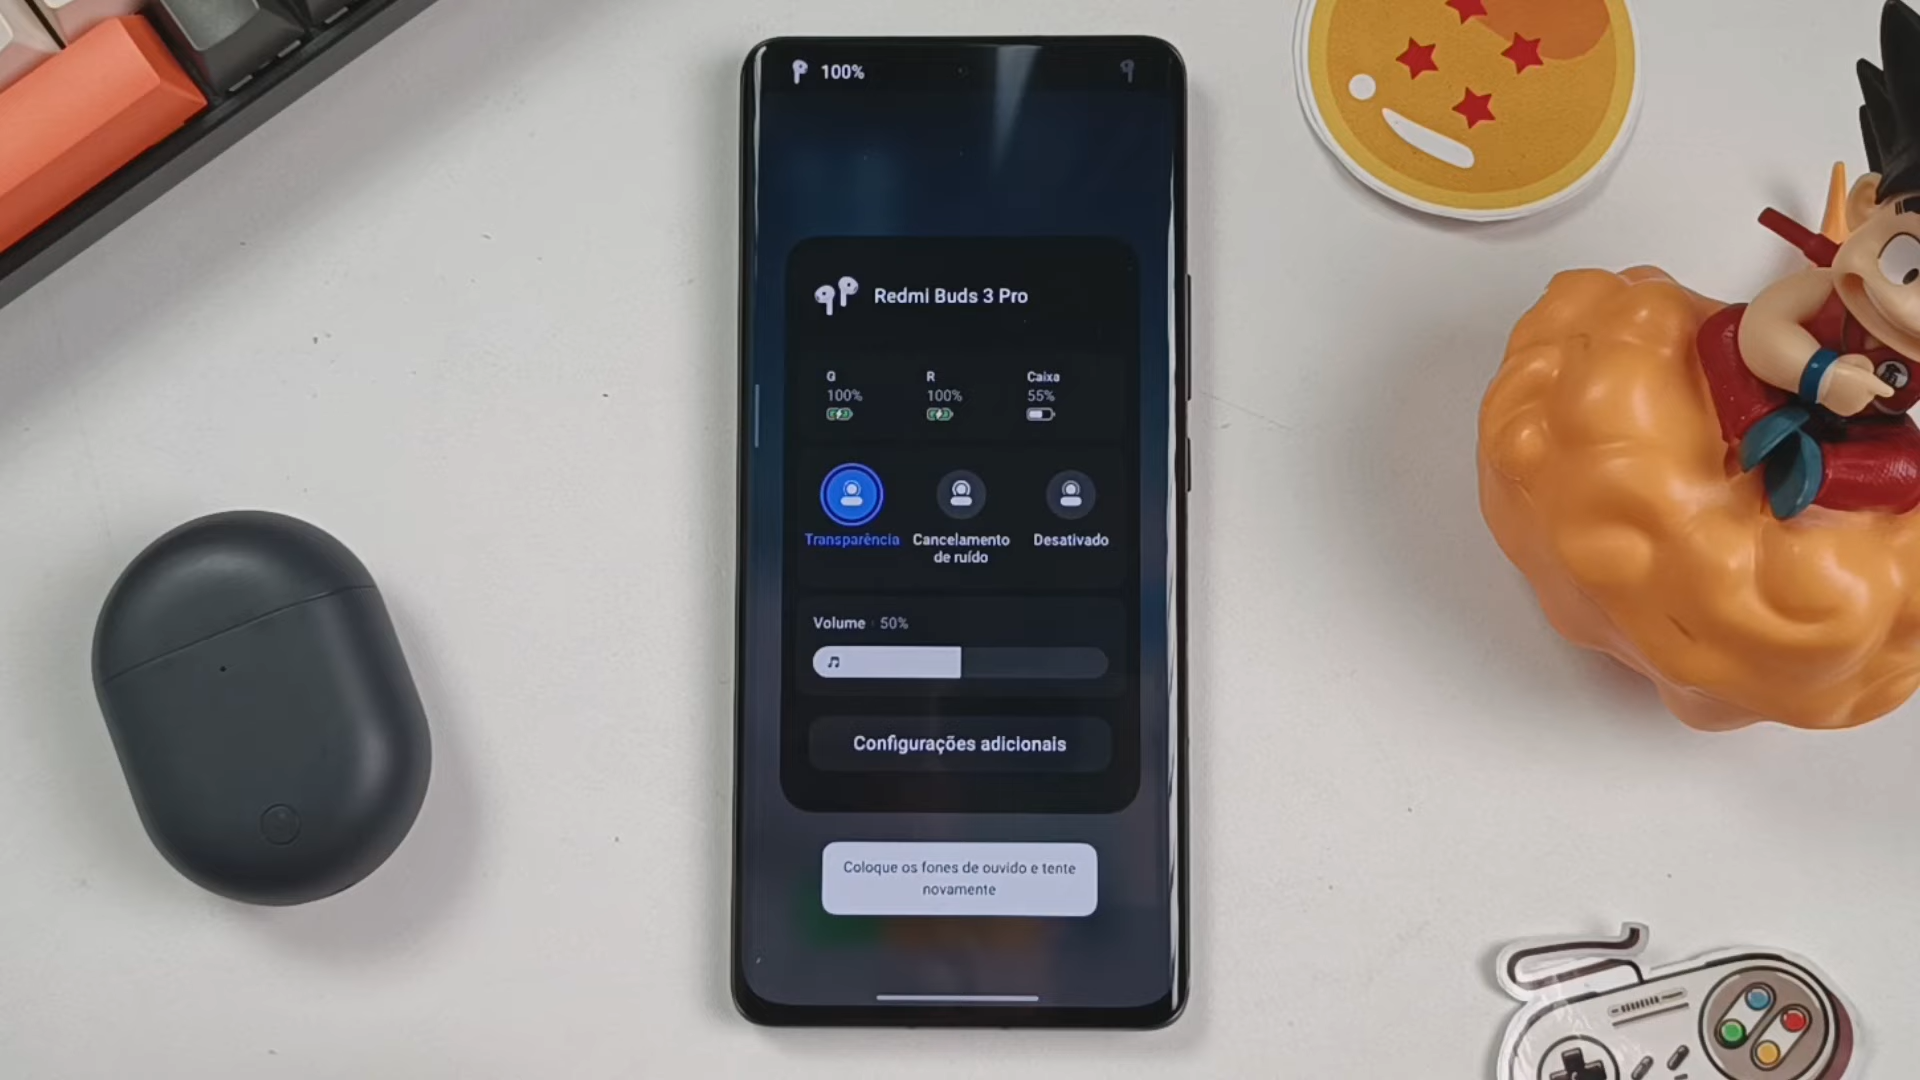 100%
Redmi Buds 3 Pro
G R Caixa
100% 100% 55%
Transparência Cancelamento de ruído Desativado
Volume 50%
Configurações adicionais
Coloque os fones de ouvido e tente
novamente